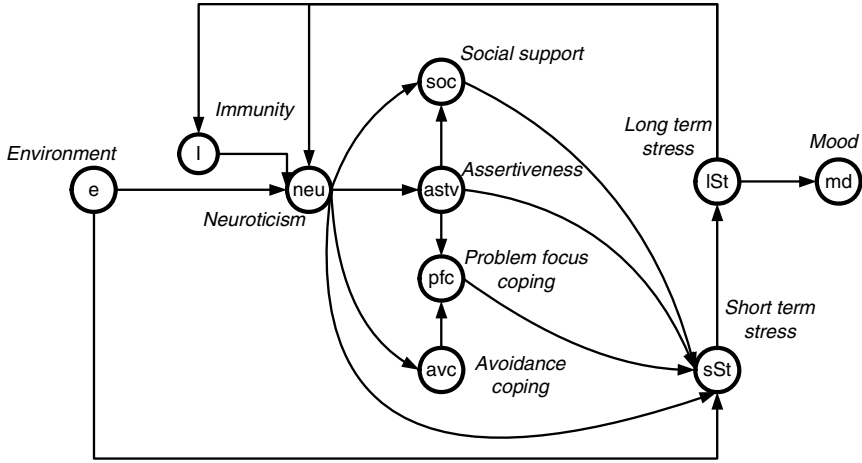 Social support
soc
Immunity
I
Long term
stress
Mood
Environment
e
neu
Neuroticism
Assertiveness
astv
lSt
md
Problem focus
coping
pfc
Short term
stress
avc
Avoidance
coping
sSt